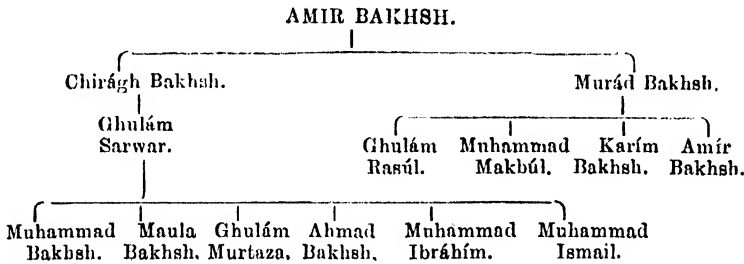 AMIR BAKHSH.
Chirágh Bakhsh. Murád Bakhsh.
Ghulám
Sarwar.
Ghulám Muhammad Karím Amír
Rasúl. Makbúl. Bakhsh. Bakhsh.
Muhammad Maula Ghulám Ahmad Muhammad Muhammad
Bakhsh. Bakhsh. Murtaza. Bakhsh. Ibráhím. Ismail.